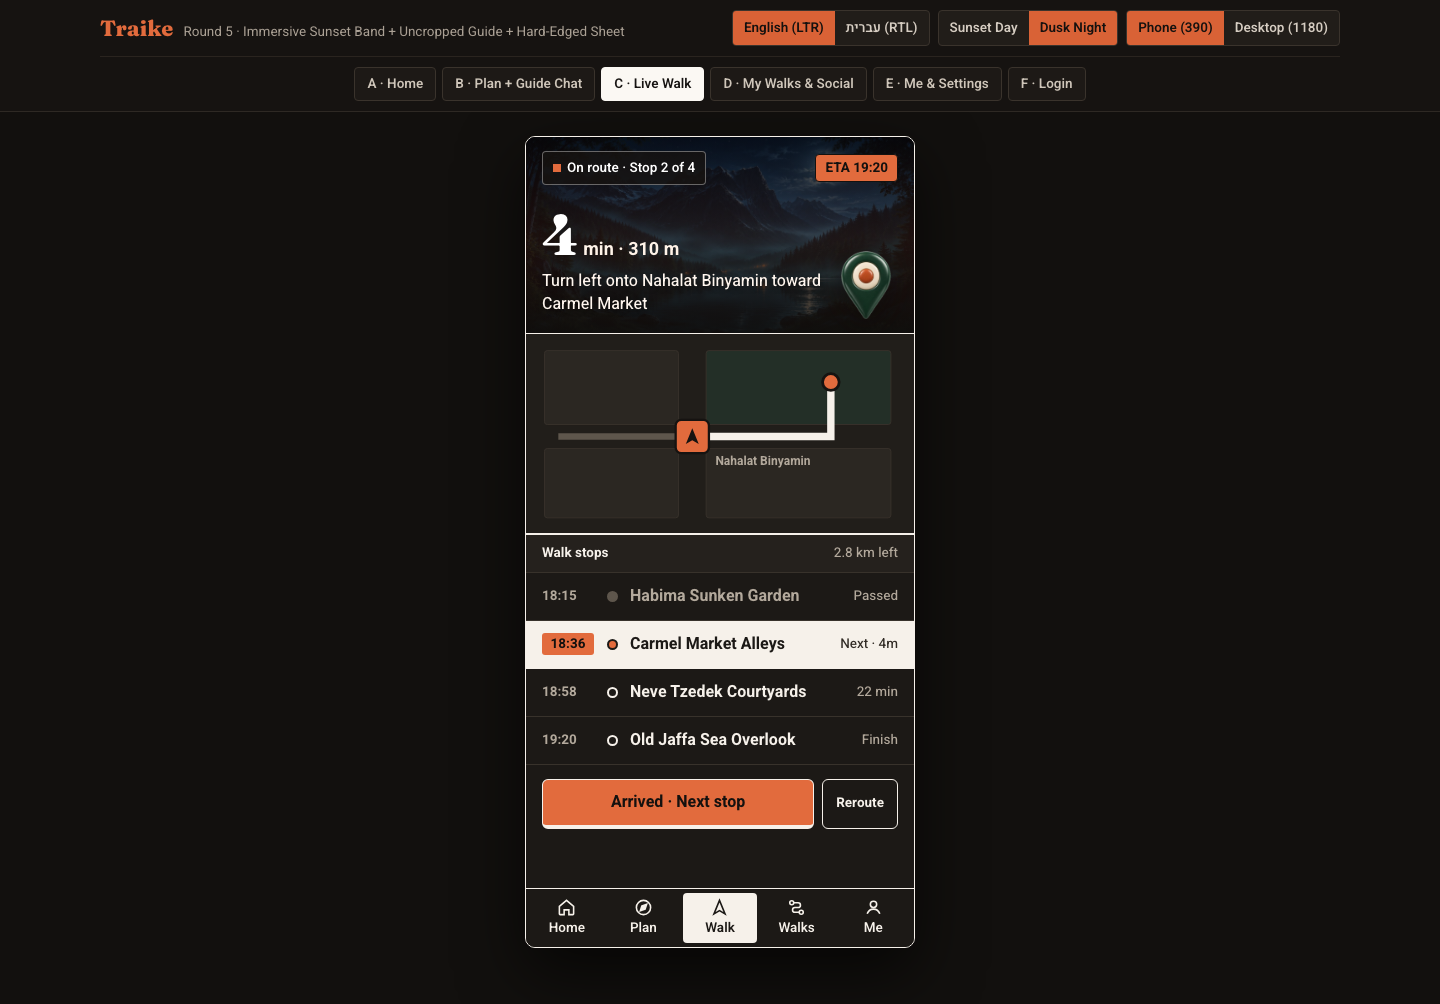 Traike Round 5 · Immersive Sunset Band + Uncropped Guide + Hard-Edged Sheet
English (LTR) עברית (RTL) Sunset Day Dusk Night Phone (390) Desktop (1180)
A · Home B · Plan + Guide Chat C · Live Walk D · My Walks & Social E · Me & Settings F · Login
On route · Stop 2 of 4 ETA 19:20
4 min · 310 m
Turn left onto Nahalat Binyamin toward
Carmel Market
Nahalat Binyamin
Walk stops 2.8 km left
18:15 Habima Sunken Garden Passed
18:36 Carmel Market Alleys Next · 4m
18:58 Neve Tzedek Courtyards 22 min
19:20 Old Jaffa Sea Overlook Finish
Arrived · Next stop Reroute
Home Plan Walk Walks Me